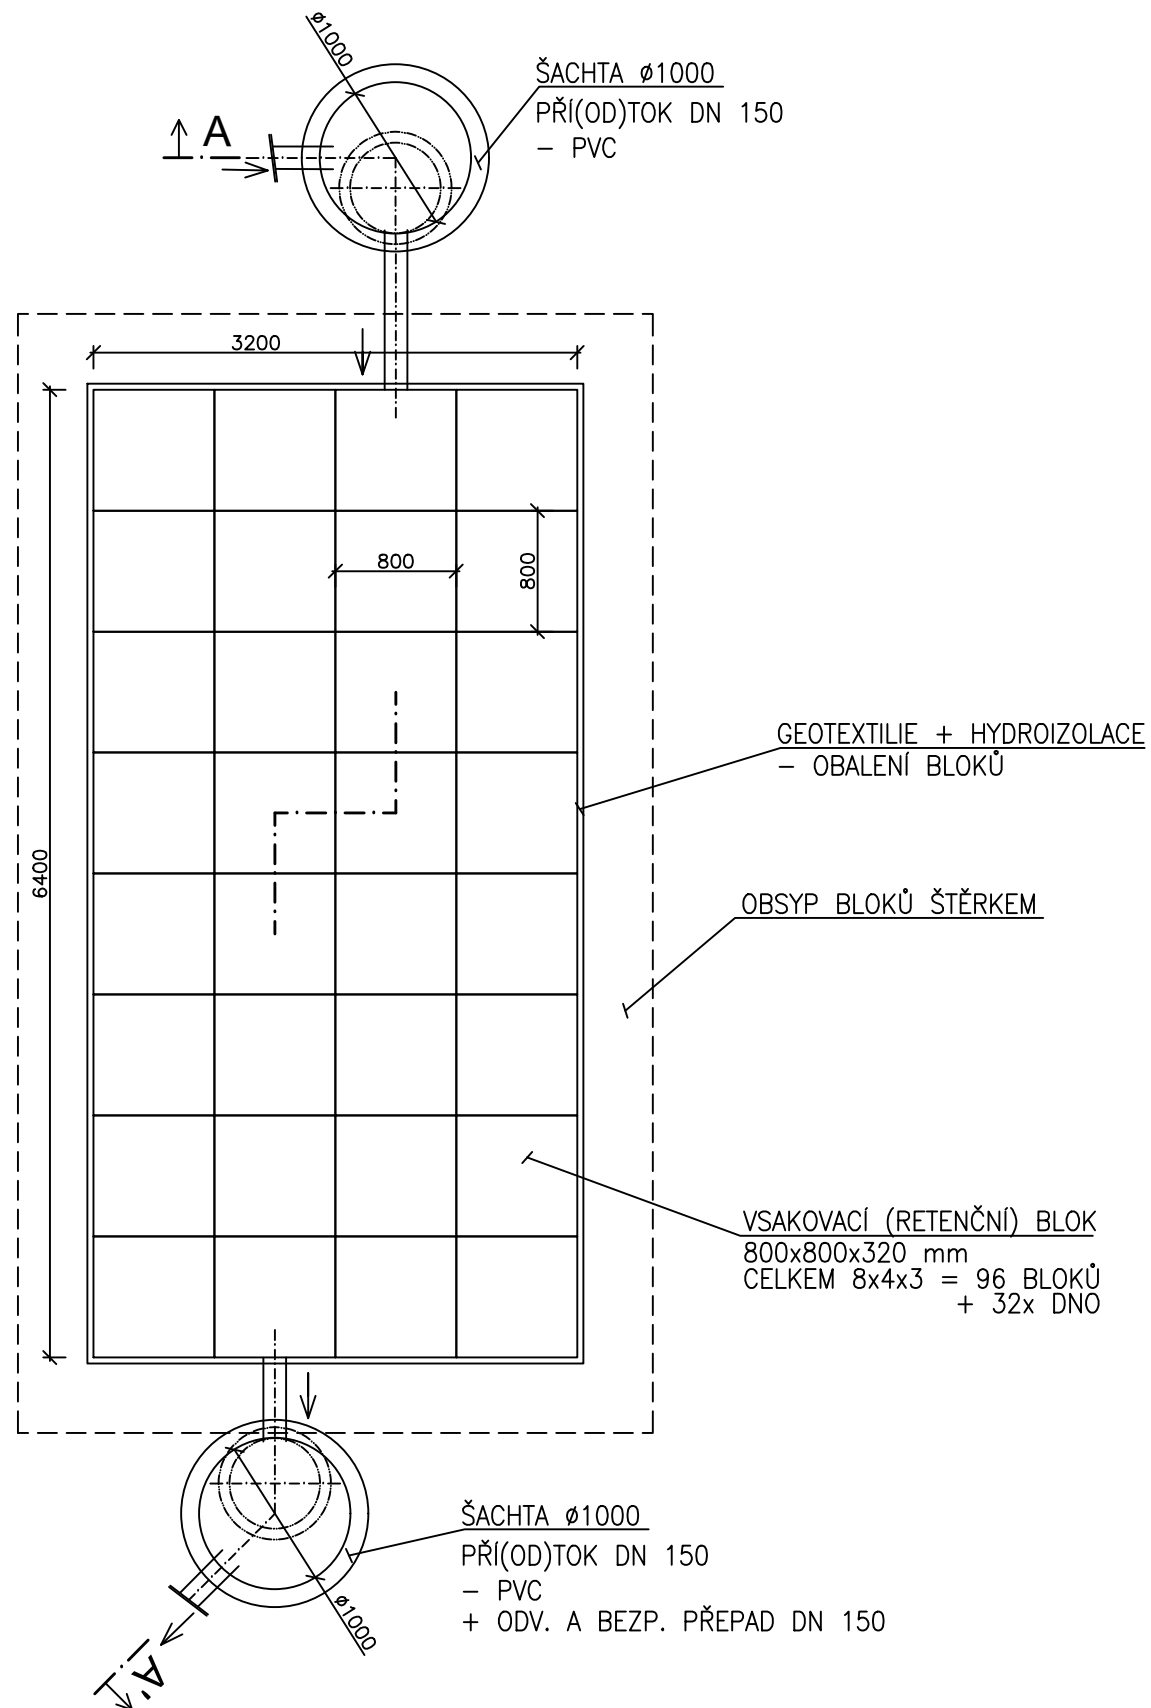 ø1000
ŠACHTA ø1000
PŘÍ(OD)TOK DN 150
– PVC
A
3200
800
800
GEOTEXTILIE + HYDROIZOLACE
– OBALENÍ BLOKŮ
6400
OBSYP BLOKŮ ŠTĚRKEM
VSAKOVACÍ (RETENČNÍ) BLOK
800x800x320 mm
CELKEM 8x4x3 = 96 BLOKŮ
+ 32x DNO
ŠACHTA ø1000
PŘÍ(OD)TOK DN 150
– PVC
+ ODV. A BEZP. PŘEPAD DN 150
ø1000
A'